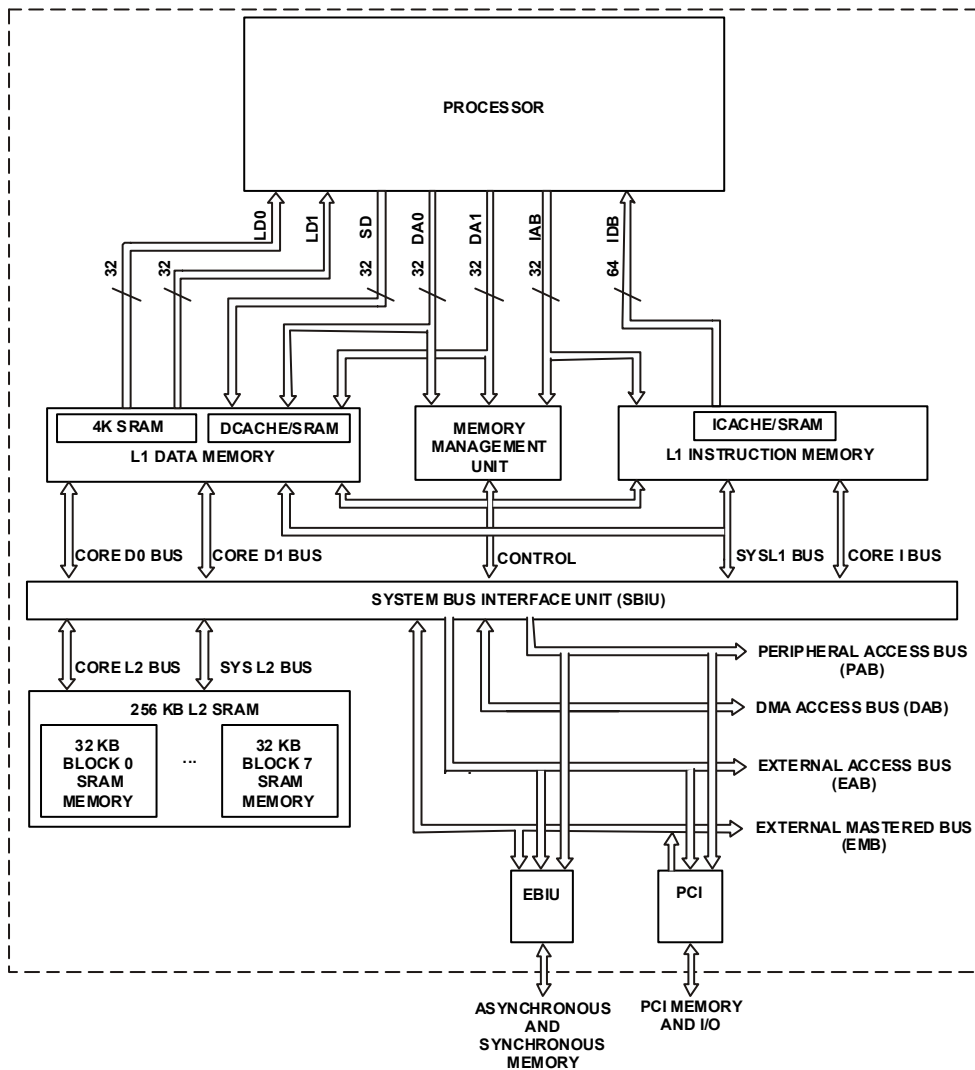 PROCESSOR
LD0
LD1
SD
DA0
DA1
IAB
IDB
32
32
32
32
32
32
64
4K SRAM
DCACHE/SRAM
L1 DATA MEMORY
MEMORY
MANAGEMENT
UNIT
ICACHE/SRAM
L1 INSTRUCTION MEMORY
CORE D0 BUS
CORE D1 BUS
CONTROL
SYSL1 BUS
CORE I BUS
SYSTEM BUS INTERFACE UNIT (SBIU)
CORE L2 BUS
SYS L2 BUS
256 KB L2 SRAM
32 KB
BLOCK 0
SRAM
MEMORY
...
32 KB
BLOCK 7
SRAM
MEMORY
PERIPHERAL ACCESS BUS
(PAB)
DMA ACCESS BUS (DAB)
EXTERNAL ACCESS BUS
(EAB)
EXTERNAL MASTERED BUS
(EMB)
EBIU
PCI
ASYNCHRONOUS
AND
SYNCHRONOUS
MEMORY
PCI MEMORY
AND I/O